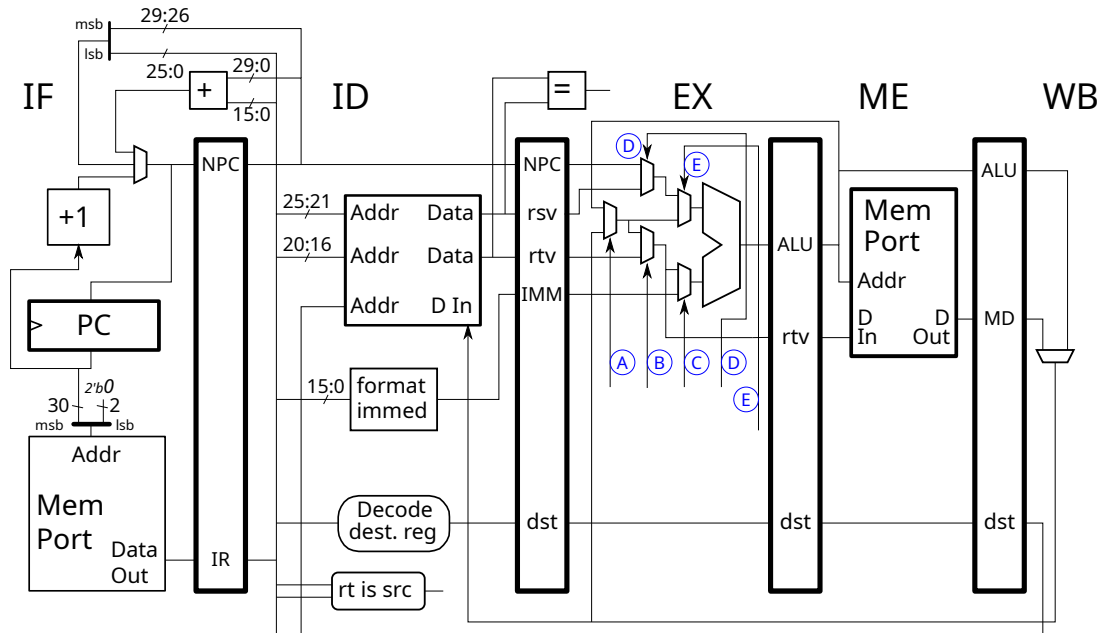 29:26
msb
lsb
25:0
29:0
15:0
+
=
IF
ID
EX
ME
WB
NPC
+1
PC
2'b0
30
2
msb
lsb
Addr
Mem
Port
Data
Out
IR
25:21
20:16
Addr
Data
Addr
Data
Addr
D In
15:0
format
immed
Decode
dest. reg
rt is src
NPC
rsv
rtv
IMM
dst
D
E
A
B
C
D
E
ALU
rtv
dst
Mem
Port
Addr
D
In
D
Out
ALU
MD
dst